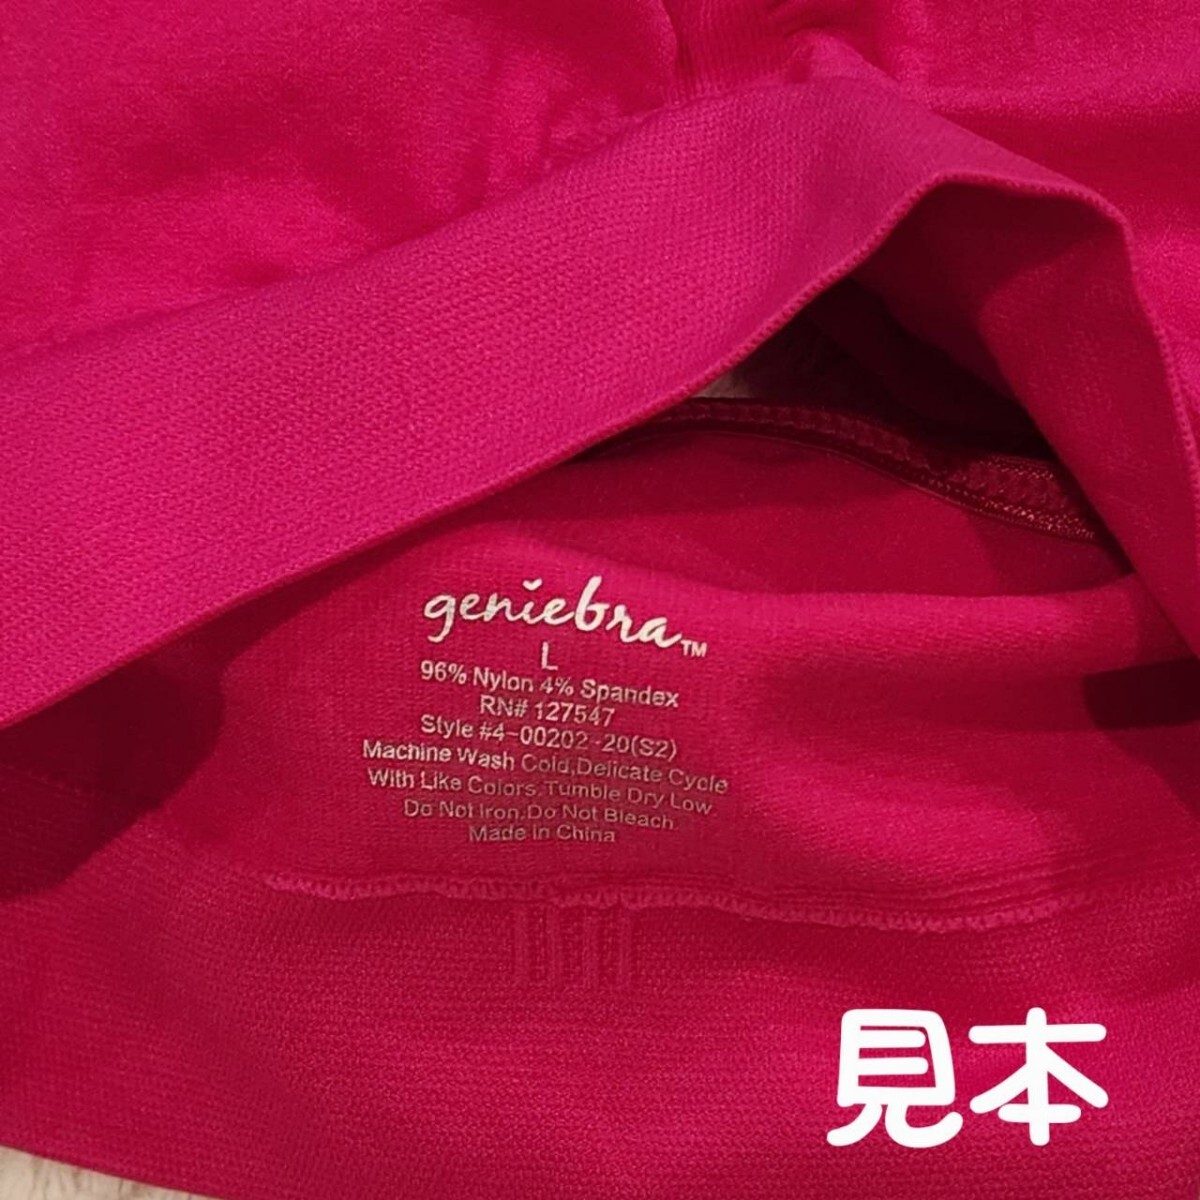 geniebra™
L
96% Nylon 4% Spandex
RN# 127547
Style #4-00202-20(S2)
Machine Wash Cold,Delicate Cycle
With Like Colors,Tumble Dry Low.
Do Not Iron,Do Not Bleach.
Made in China
見本